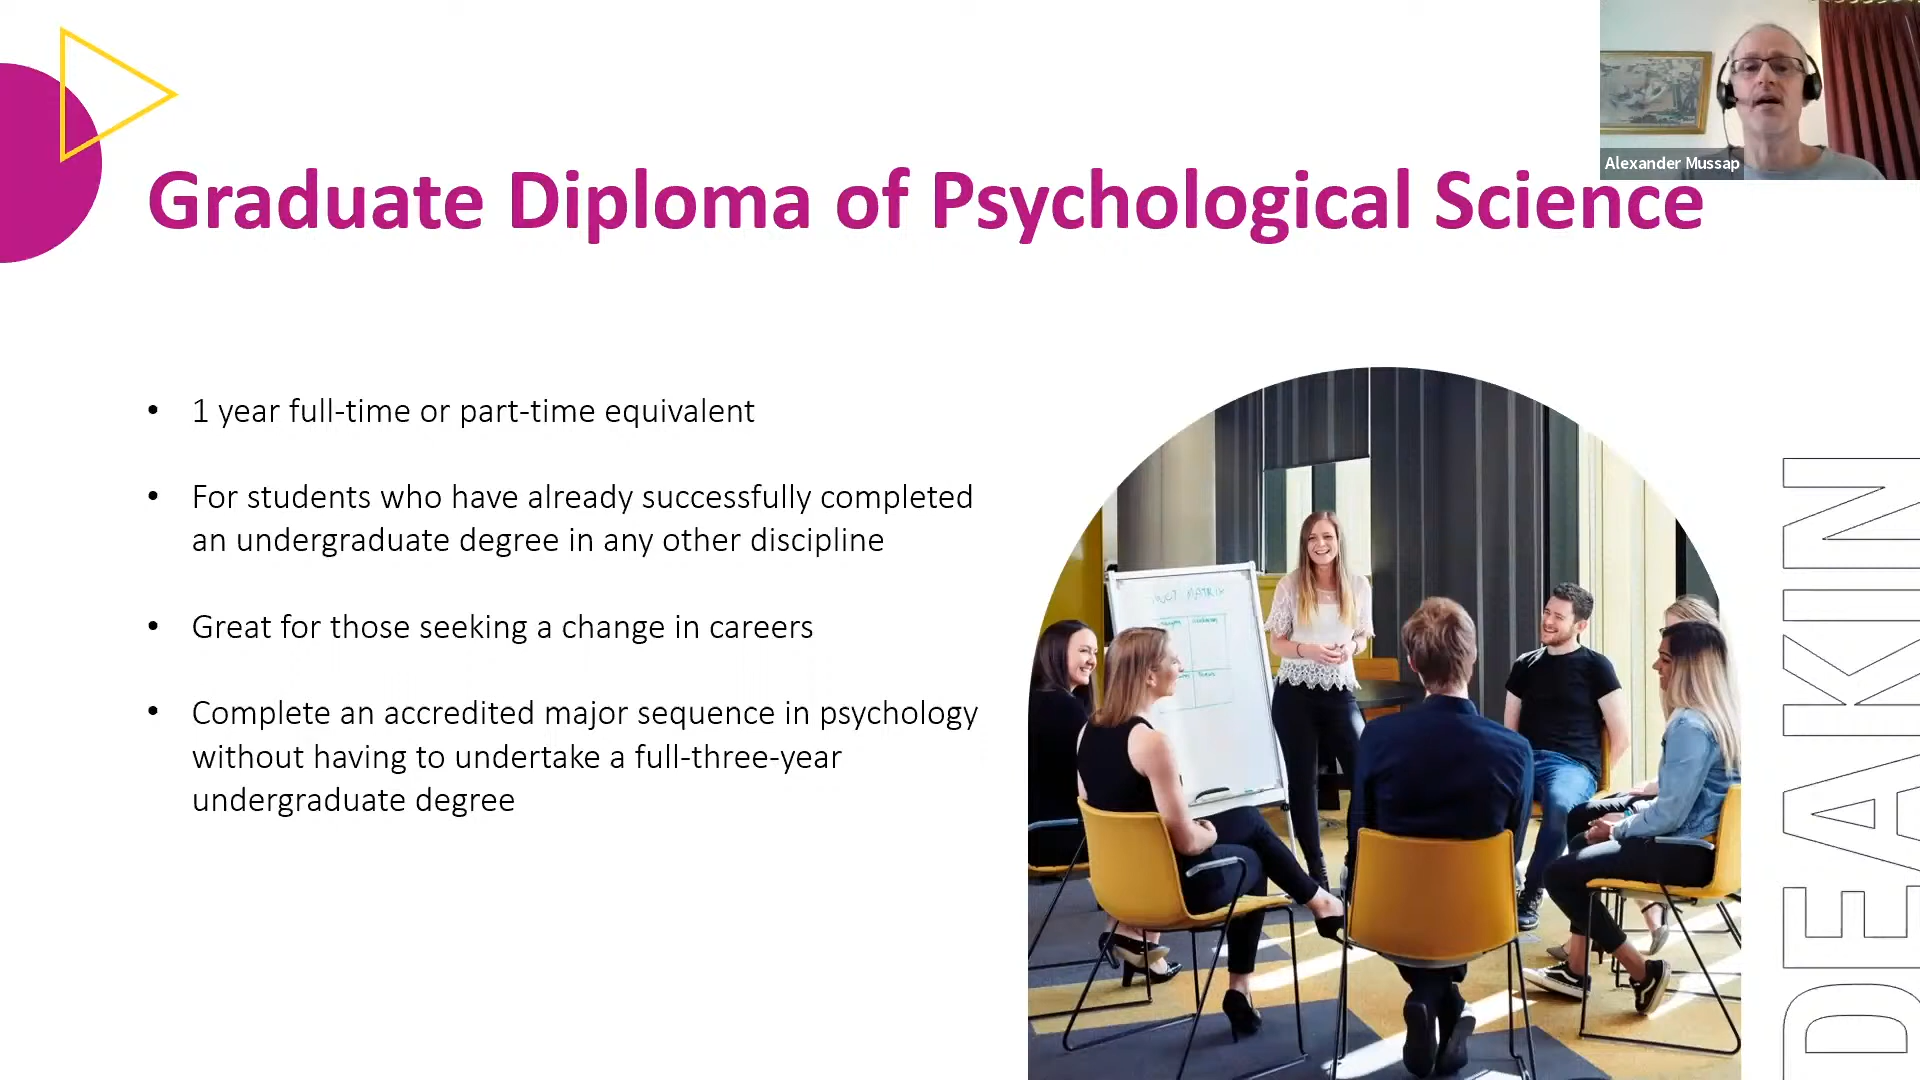 Alexander Mussap
Graduate Diploma of Psychological Science
• 1 year full-time or part-time equivalent
• For students who have already successfully completed
an undergraduate degree in any other discipline
• Great for those seeking a change in careers
• Complete an accredited major sequence in psychology
without having to undertake a full-three-year
undergraduate degree
MATRIX
DEAKIN